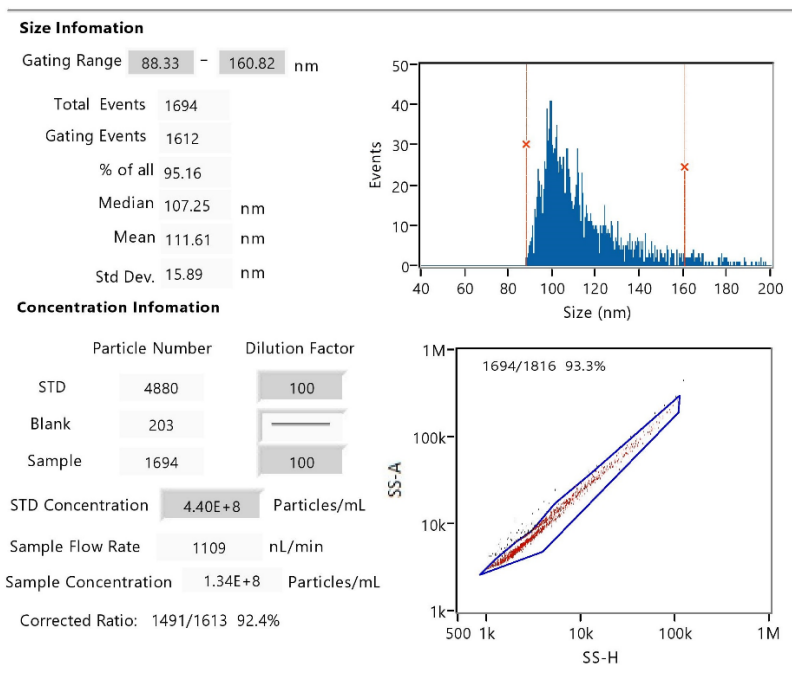 Size Infomation
Gating Range 88.33 - 160.82 nm
Total Events 1694
Gating Events 1612
% of all 95.16
Median 107.25 nm
Mean 111.61 nm
Std Dev. 15.89 nm
Events
50
40
30
20
10
0
40 60 80 100 120 140 160 180 200
Size (nm)
Concentration Infomation
Particle Number Dilution Factor
STD 4880 100
Blank 203
Sample 1694 100
STD Concentration 4.40E+8 Particles/mL
Sample Flow Rate 1109 nL/min
Sample Concentration 1.34E+8 Particles/mL
Corrected Ratio: 1491/1613 92.4%
1694/1816 93.3%
SS-A
1M
100k
10k
1k
500 1k 10k 100k 1M
SS-H